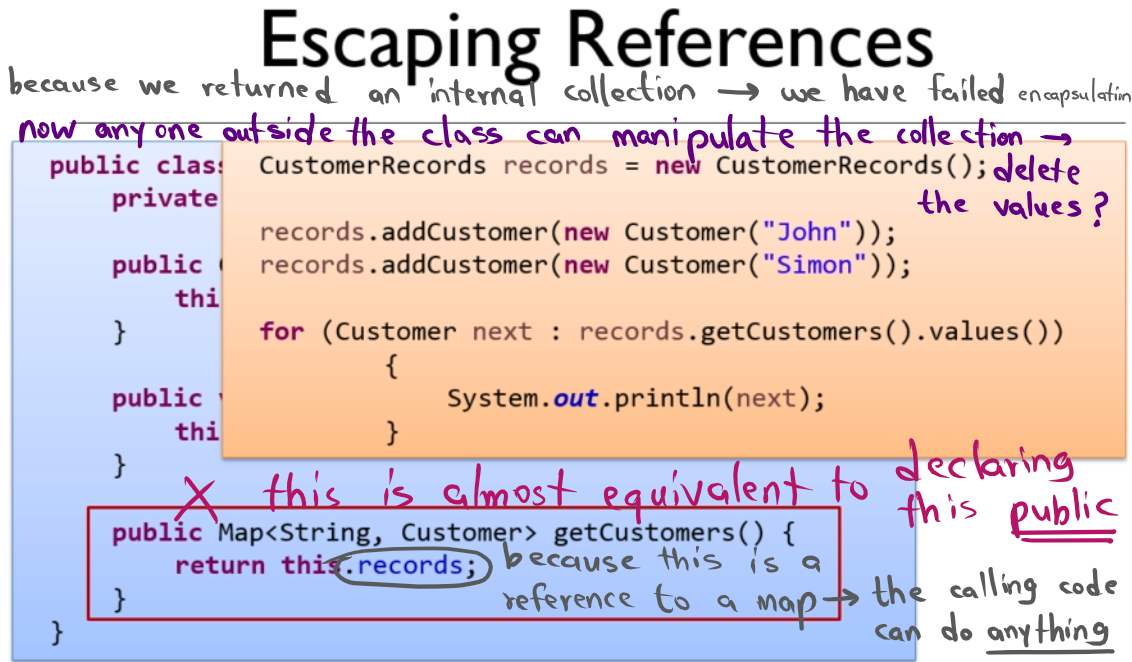 Escaping References
because we returned an internal collection → we have failed encapsulation
now anyone outside the class can manipulate the collection →
delete
the values?
CustomerRecords records = new CustomerRecords();
records.addCustomer(new Customer("John"));
records.addCustomer(new Customer("Simon"));
for (Customer next : records.getCustomers().values())
{
System.out.println(next);
}
public clas
private
public
thi
}
public
thi
}
X this is almost equivalent to declaring
this public
public Map<String, Customer> getCustomers() {
return this.records;
}
}
because this is a
reference to a map → the calling code
can do anything